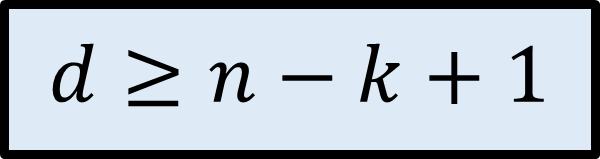 d ≥ n − k + 1